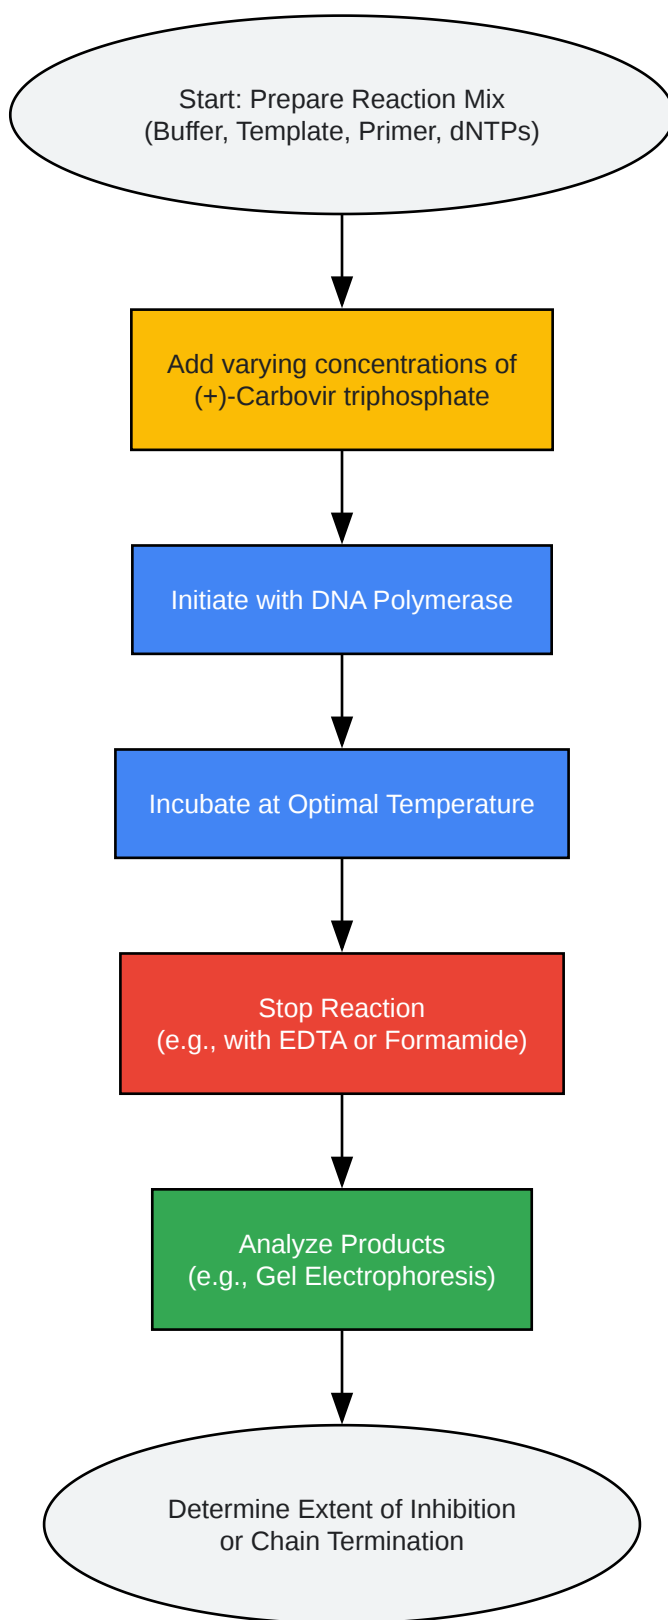 Start: Prepare Reaction Mix
(Buffer, Template, Primer, dNTPs)
Add varying concentrations of
(+)-Carbovir triphosphate
Initiate with DNA Polymerase
Incubate at Optimal Temperature
Stop Reaction
(e.g., with EDTA or Formamide)
Analyze Products
(e.g., Gel Electrophoresis)
Determine Extent of Inhibition
or Chain Termination